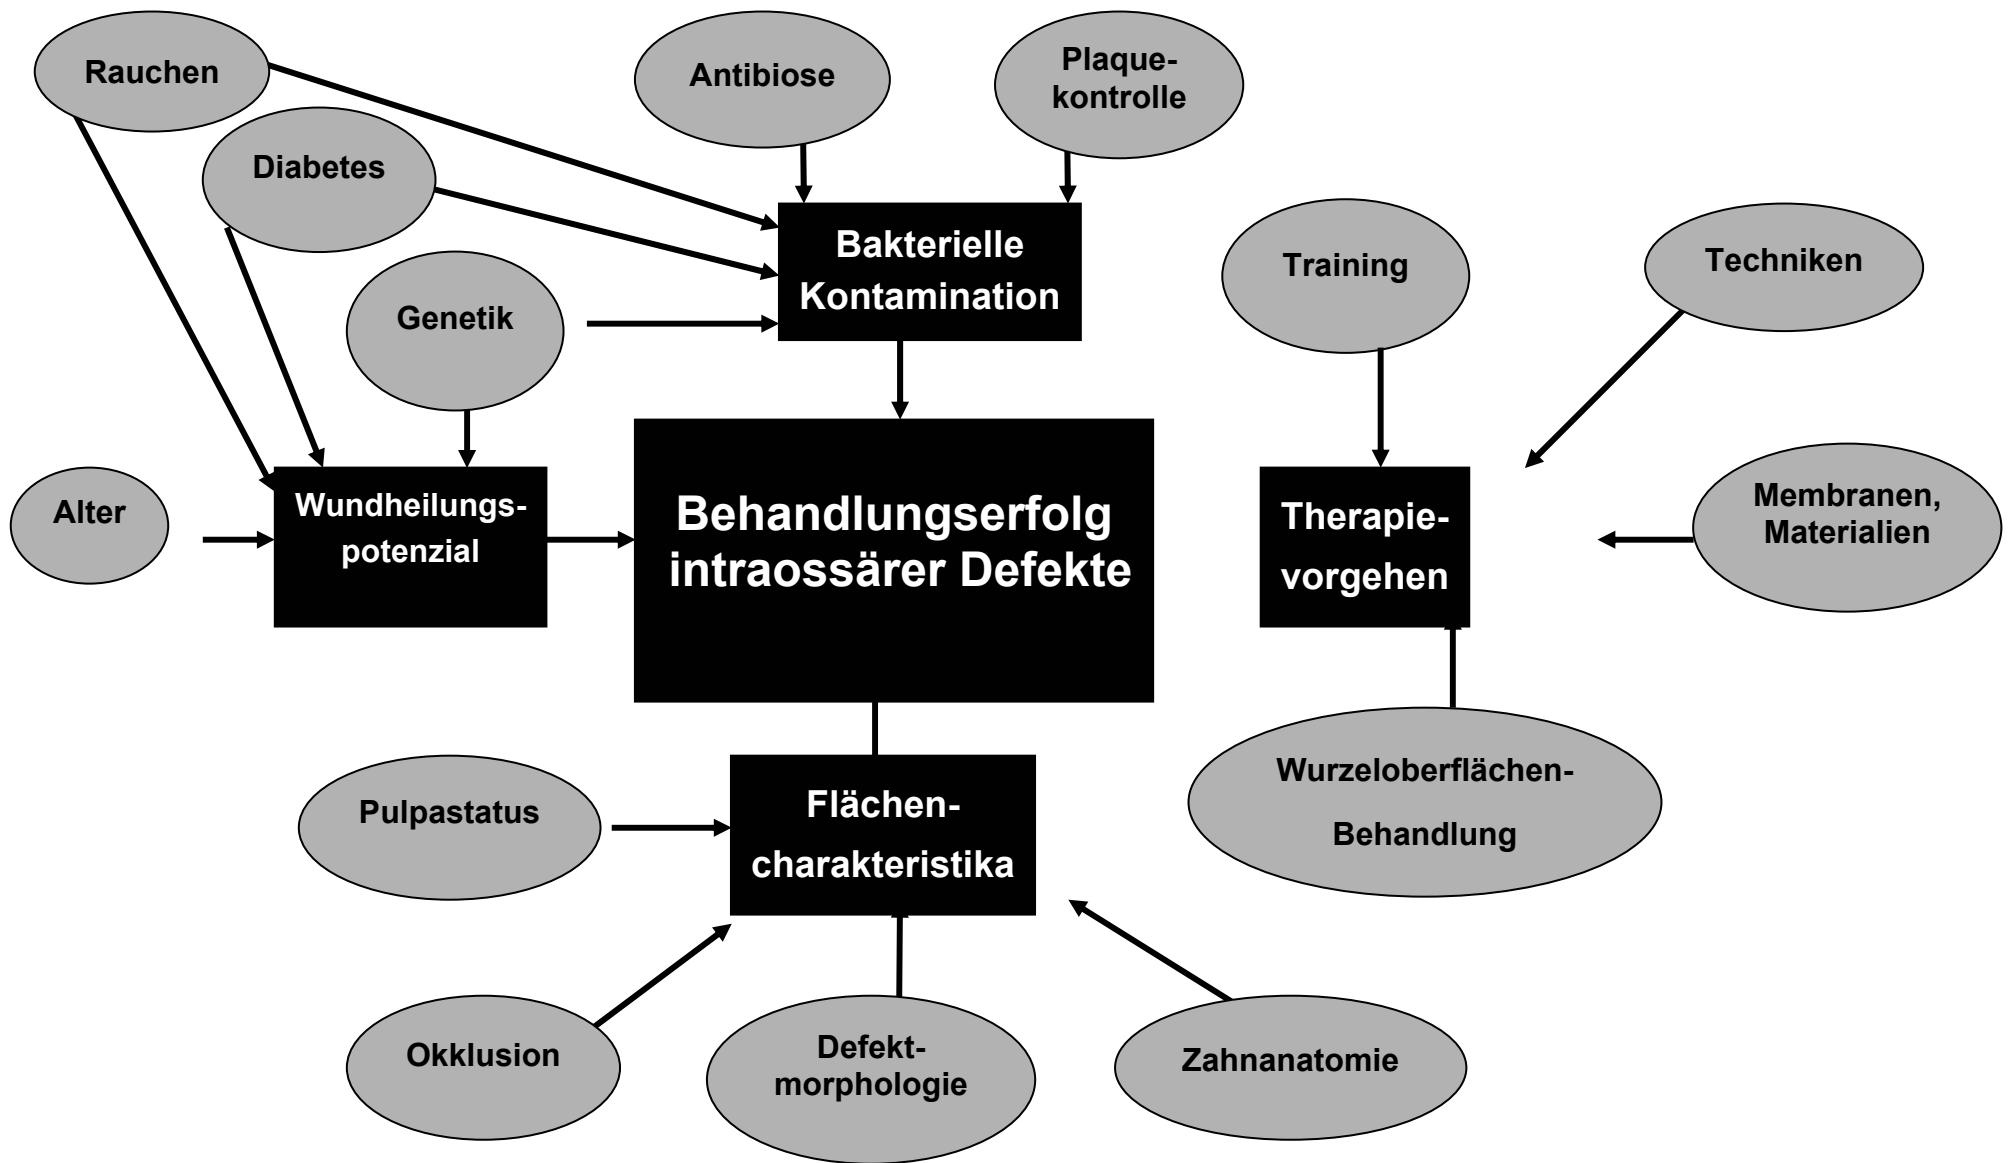 Rauchen
Antibiose
Plaque-
kontrolle
Diabetes
Bakterielle
Kontamination
Training
Techniken
Genetik
Alter
Wundheilungs-
potenzial
Behandlungserfolg
intraossärer Defekte
Therapie-
vorgehen
Membranen,
Materialien
Pulpastatus
Flächen-
charakteristika
Wurzeloberflächen-
Behandlung
Okklusion
Defekt-
morphologie
Zahnanatomie